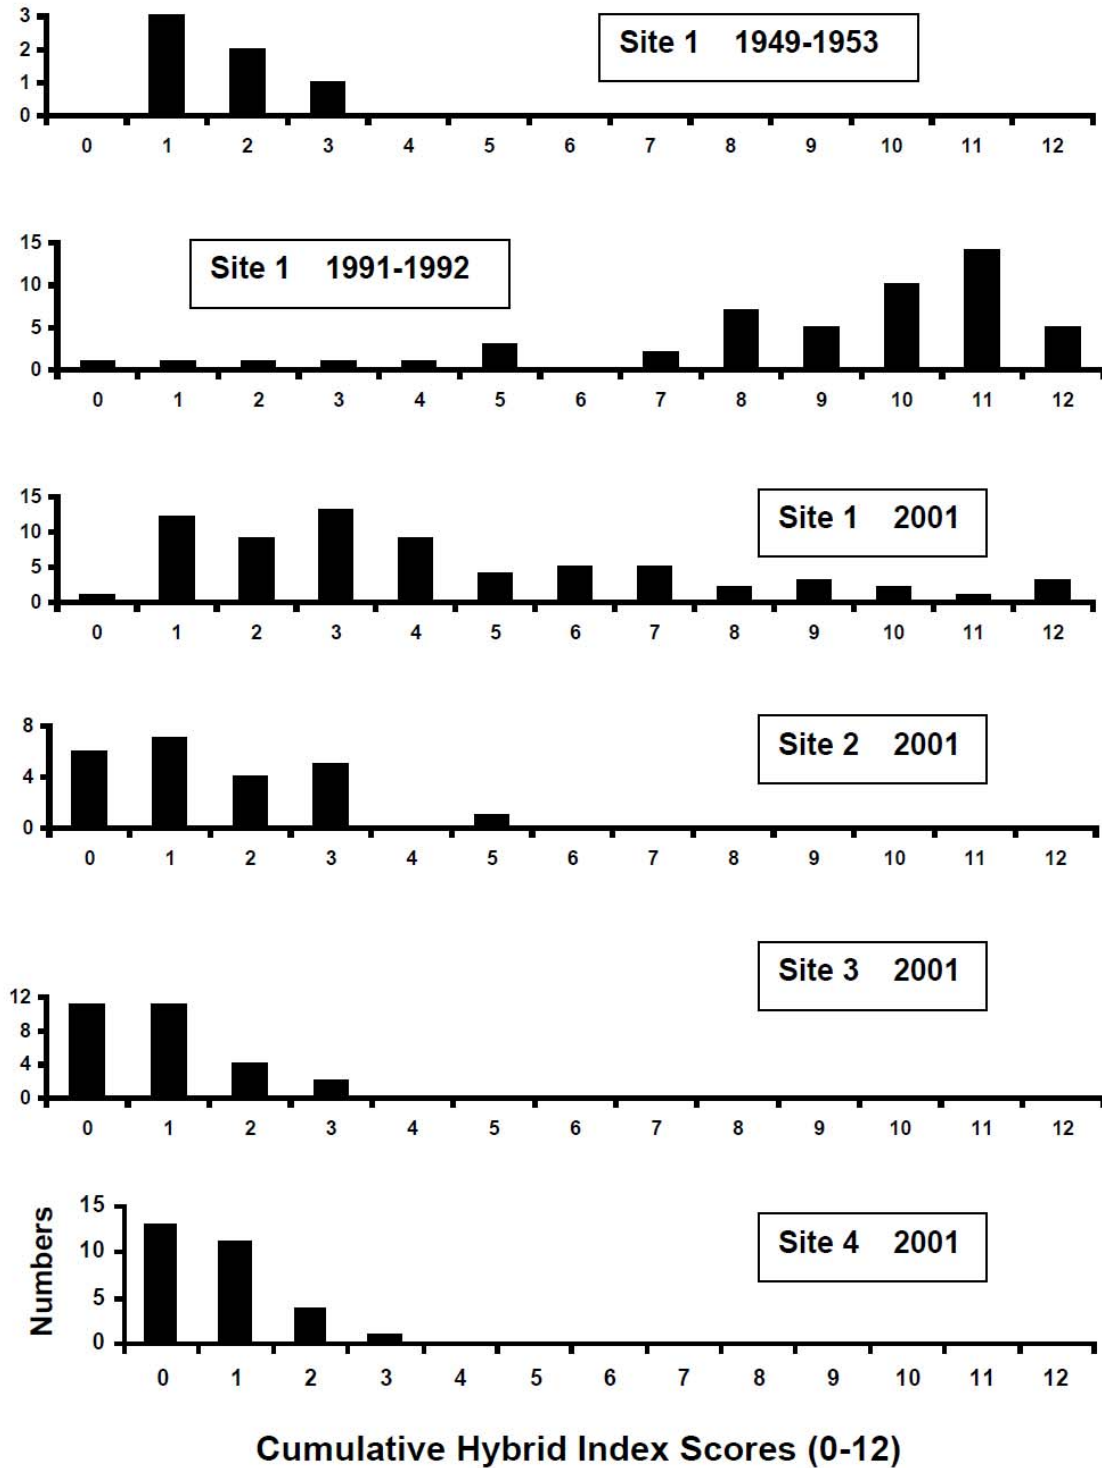 3
2
1
0
Site 1 1949-1953
0 1 2 3 4 5 6 7 8 9 10 11 12
15
10
5
0
Site 1 1991-1992
0 1 2 3 4 5 6 7 8 9 10 11 12
15
10
5
0
Site 1 2001
0 1 2 3 4 5 6 7 8 9 10 11 12
8
4
0
Site 2 2001
0 1 2 3 4 5 6 7 8 9 10 11 12
12
8
4
0
Site 3 2001
0 1 2 3 4 5 6 7 8 9 10 11 12
Numbers
15
10
5
0
Site 4 2001
0 1 2 3 4 5 6 7 8 9 10 11 12
Cumulative Hybrid Index Scores (0-12)